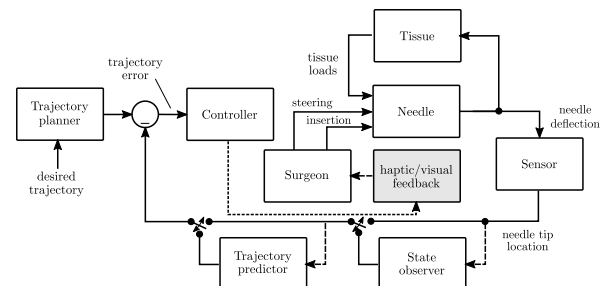 Tissue
trajectory
error
tissue
loads
Trajectory
planner
–
Controller
steering
insertion
Needle
needle
deflection
desired
trajectory
Surgeon
haptic/visual
feedback
Sensor
needle tip
location
Trajectory
predictor
State
observer